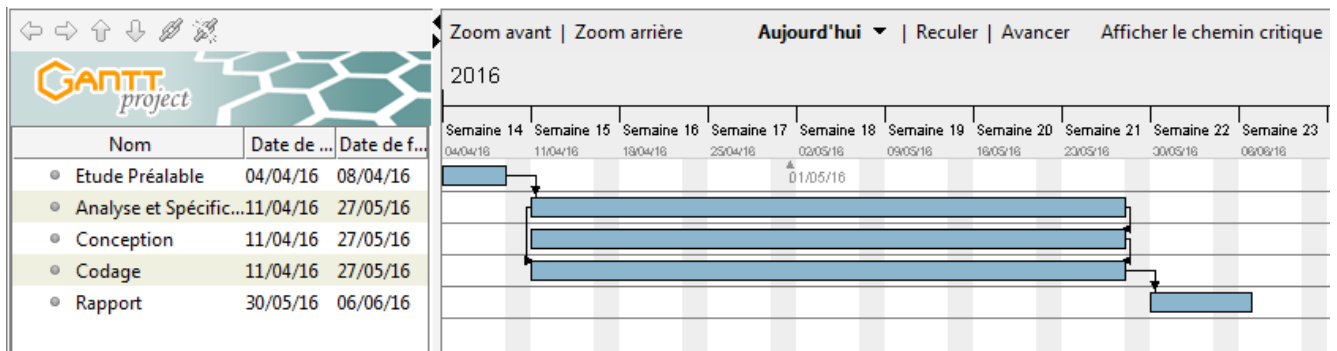 Zoom avant | Zoom arrière Aujourd'hui | Reculer | Avancer Afficher le chemin critique
GANTT
project
2016
Semaine 14 Semaine 15 Semaine 16 Semaine 17 Semaine 18 Semaine 19 Semaine 20 Semaine 21 Semaine 22 Semaine 23
04/04/16 11/04/16 18/04/16 25/04/16 02/05/16 09/05/16 16/05/16 23/05/16 30/05/16 06/06/16
Nom Date de ... Date de f...
01/05/16
Etude Préalable 04/04/16 08/04/16
Analyse et Spécific...11/04/16 27/05/16
Conception 11/04/16 27/05/16
Codage 11/04/16 27/05/16
Rapport 30/05/16 06/06/16